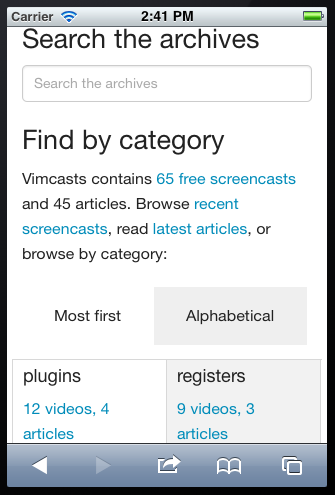 Carrier 2:41 PM
Search the archives
Search the archives
Find by category
Vimcasts contains 65 free screencasts
and 45 articles. Browse recent
screencasts, read latest articles, or
browse by category:
Most first Alphabetical
plugins registers
12 videos, 4 9 videos, 3
articles articles